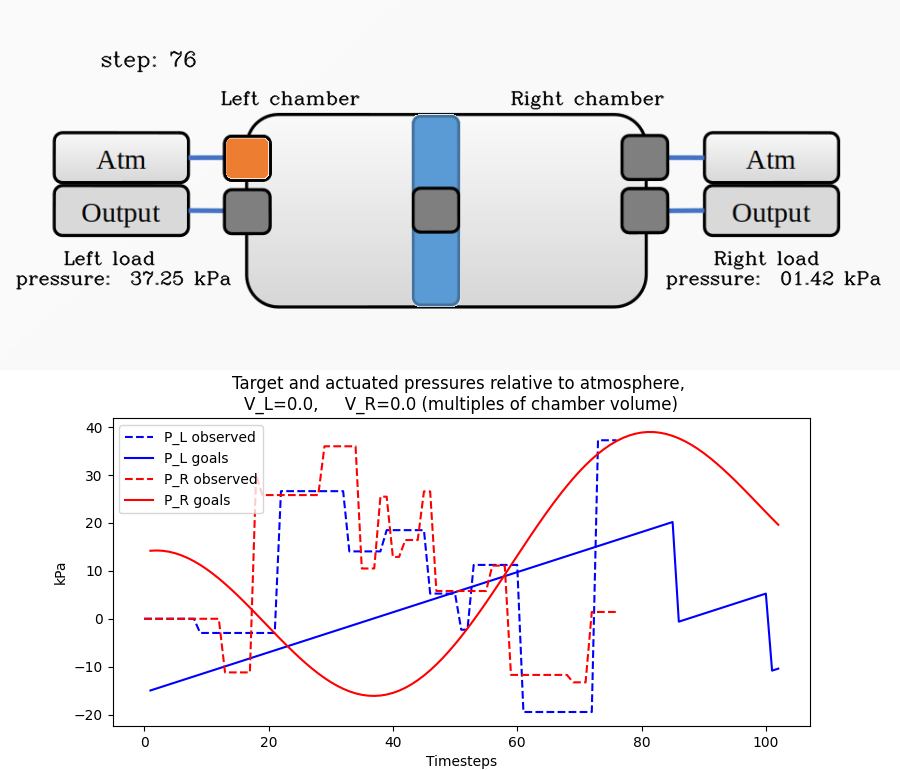 step: 76
Left chamber
Right chamber
Atm
Atm
Output
Output
Left load
pressure: 37.25 kPa
Right load
pressure: 01.42 kPa
Target and actuated pressures relative to atmosphere,
V_L=0.0, V_R=0.0 (multiples of chamber volume)
P_L observed
P_L goals
P_R observed
P_R goals
40
30
20
10
0
−10
−20
kPa
0 20 40 60 80 100
Timesteps